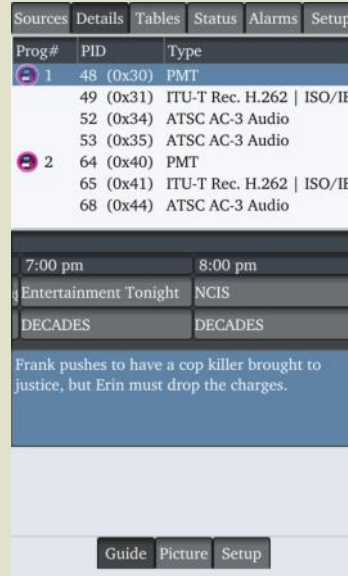 Sources Details Tables Status Alarms Setup
Prog# PID Type
1 48 (0x30) PMT
49 (0x31) ITU-T Rec. H.262 | ISO/IE
52 (0x34) ATSC AC-3 Audio
53 (0x35) ATSC AC-3 Audio
2 64 (0x40) PMT
65 (0x41) ITU-T Rec. H.262 | ISO/IE
68 (0x44) ATSC AC-3 Audio
7:00 pm 8:00 pm
Entertainment Tonight NCIS
DECADES DECADES
Frank pushes to have a cop killer brought to
justice, but Erin must drop the charges.
Guide Picture Setup